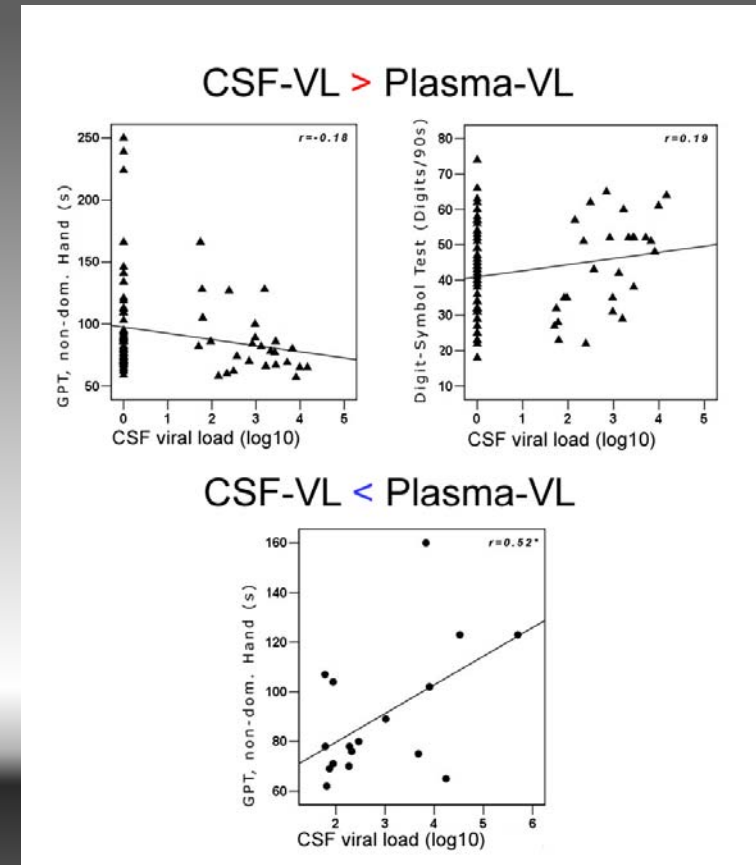 CSF-VL > Plasma-VL
r=-0.18
GPT, non-dom. Hand (s)
250
200
150
100
50
0 1 2 3 4 5
CSF viral load (log10)
r=0.19
Digit-Symbol Test (Digits/90s)
80
70
60
50
40
30
20
10
0 1 2 3 4 5
CSF viral load (log10)
CSF-VL < Plasma-VL
r=0.52*
GPT, non-dom. Hand (s)
160
140
120
100
80
60
2 3 4 5 6
CSF viral load (log10)